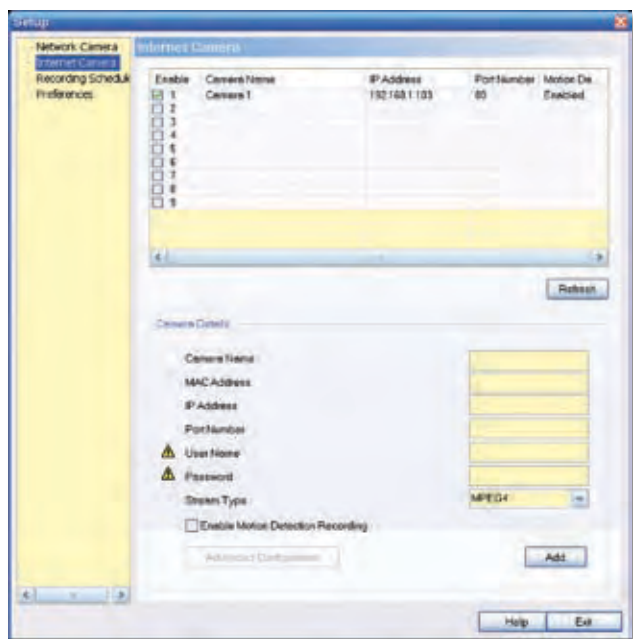 Setup
Network Camera
Internet Camera
Recording Schedul
Preferences
Internet Camera
Enable Camera Name IP Address Port Number Motion De...
1 Camera 1 192.168.1.103 80 Enabled
2
3
4
5
6
7
8
9
Refresh
Camera Details
Camera Name
MAC Address
IP Address
Port Number
User Name
Password
Stream Type MPEG4
Enable Motion Detection Recording
Advanced Configuration
Add
Help Exit